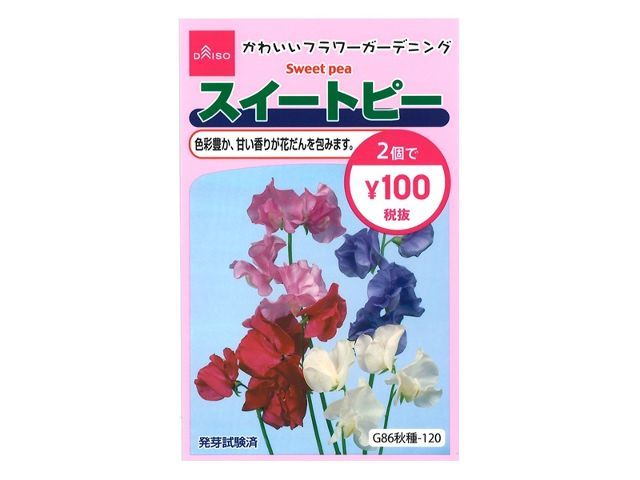 DAISO
かわいいフラワーガーデニング
Sweet pea
スイートピー
色彩豊か、甘い香りが花だんを包みます。
2個で
¥100
税抜
発芽試験済
G86秋種-120